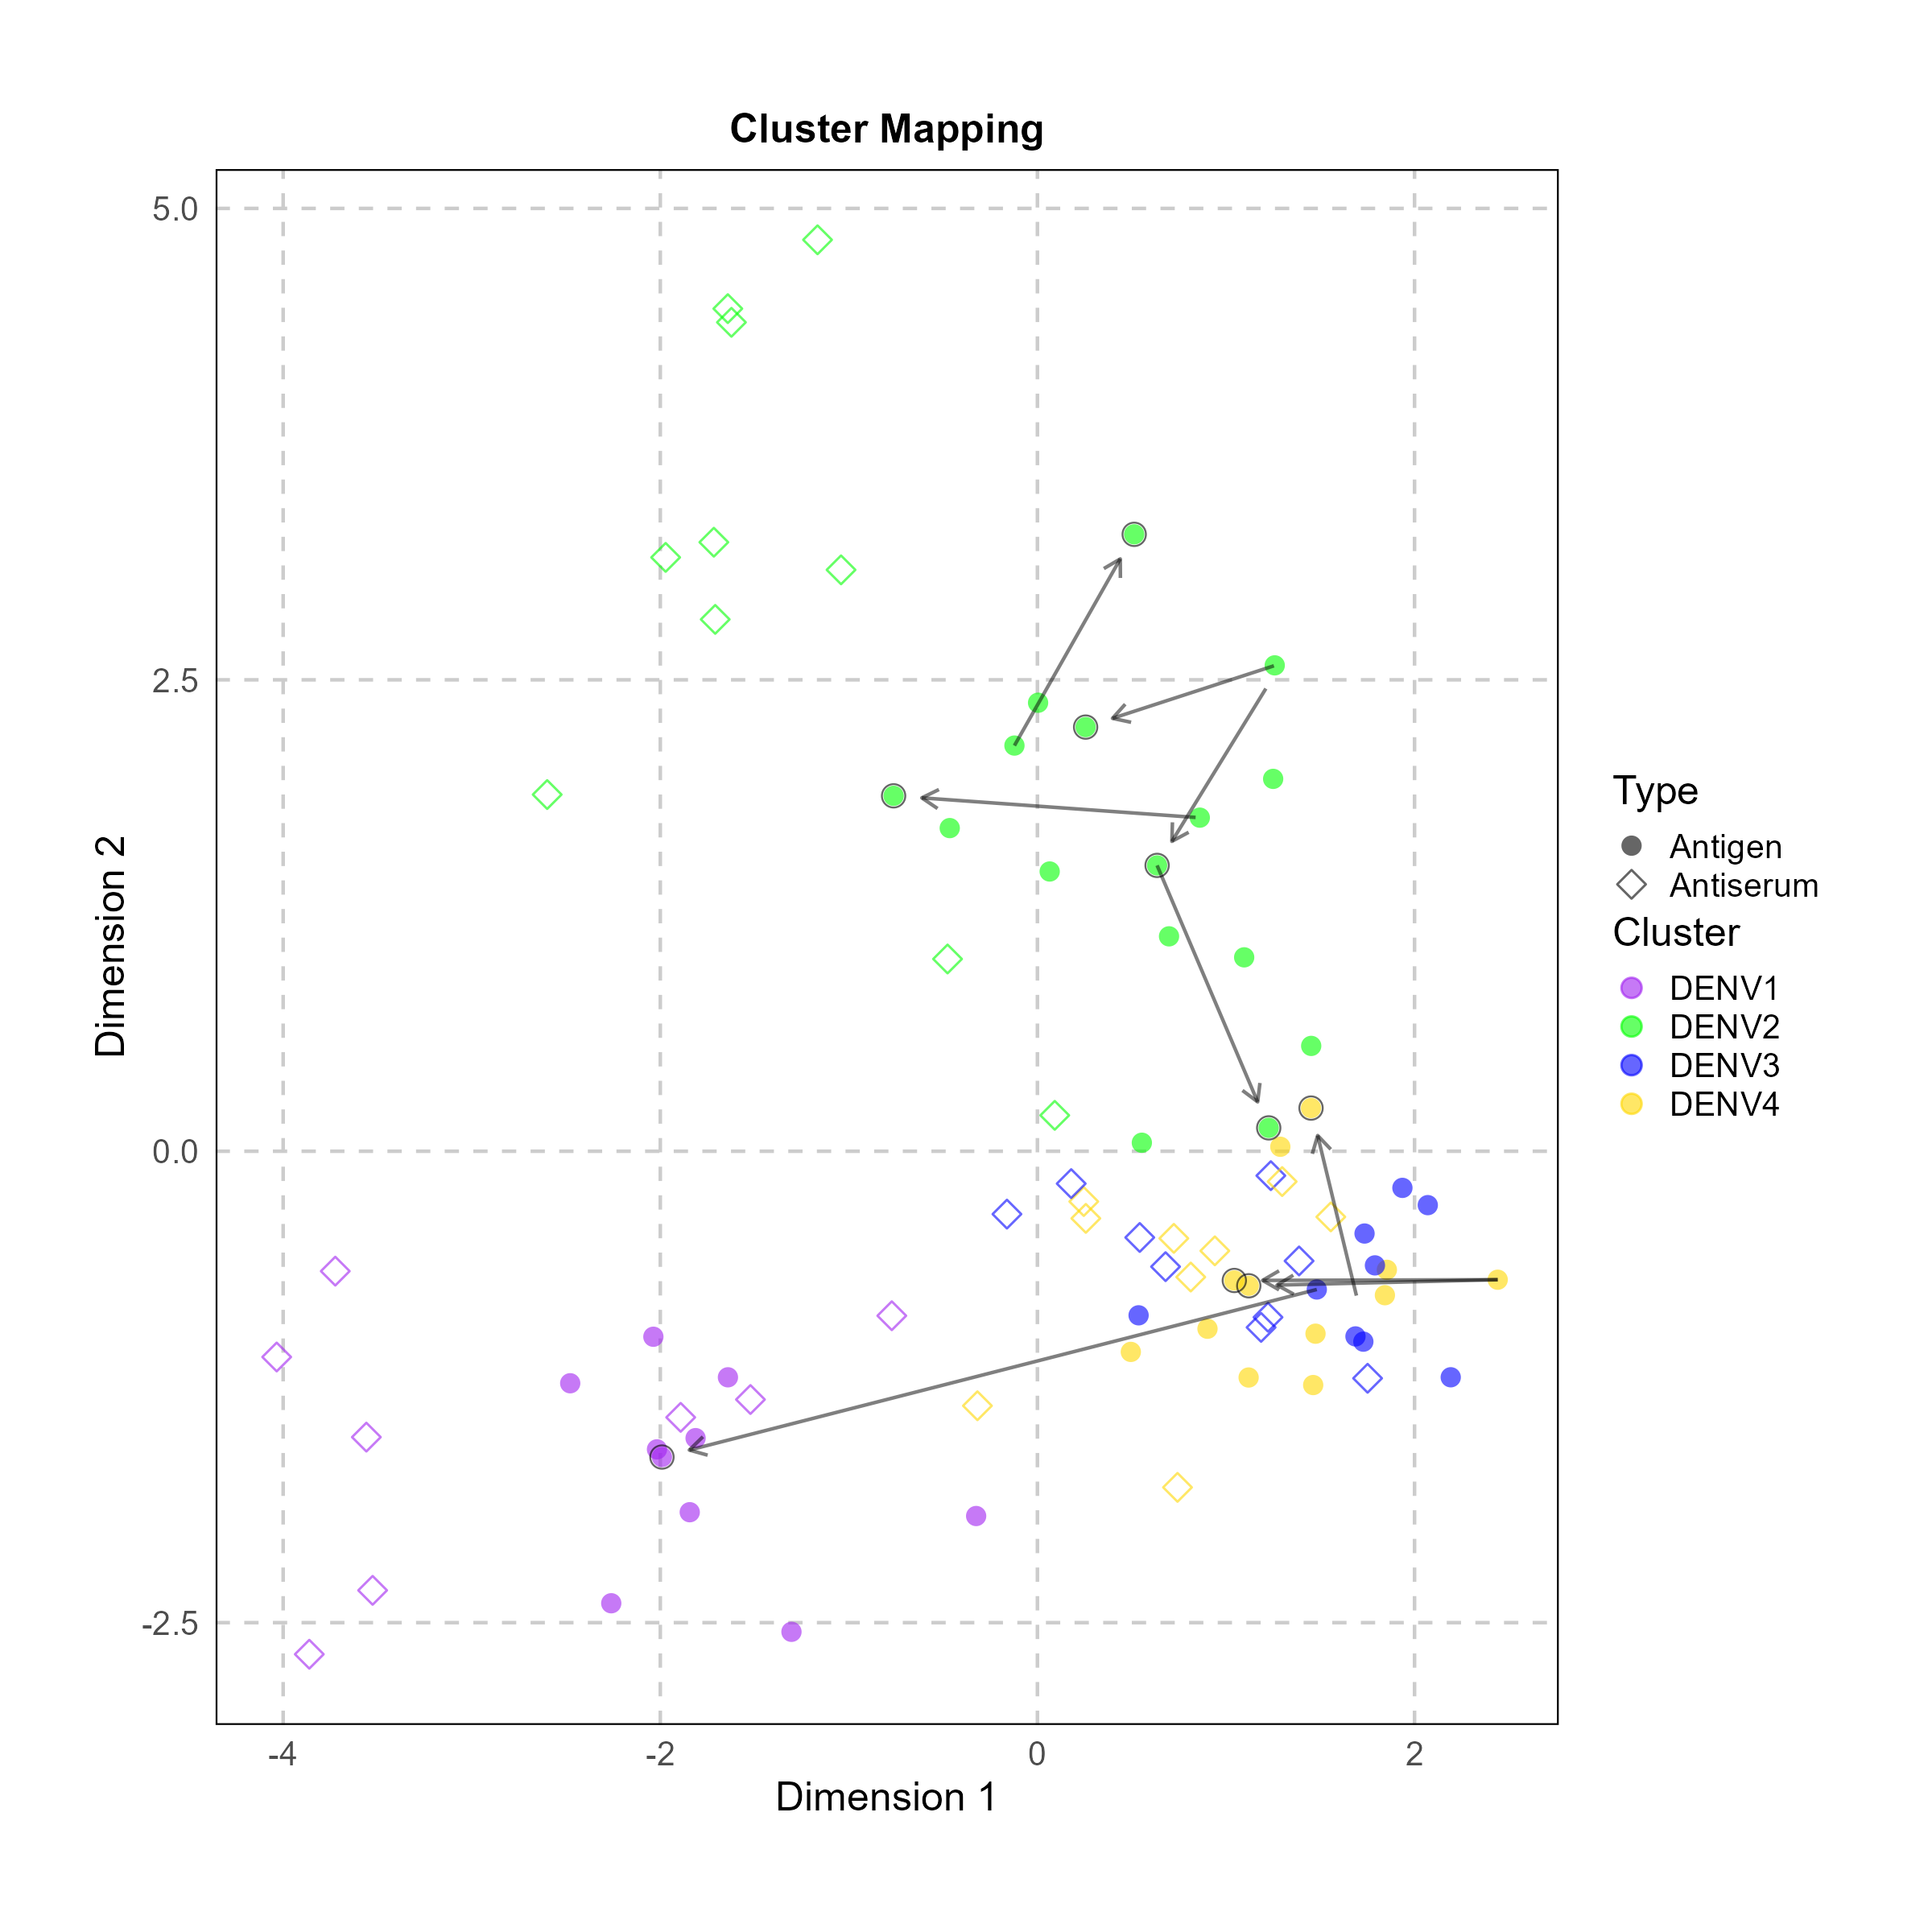 Cluster Mapping
5.0
2.5
0.0
-2.5
Dimension 2
-4
-2
0
2
Dimension 1
Type
Antigen
Antiserum
Cluster
DENV1
DENV2
DENV3
DENV4